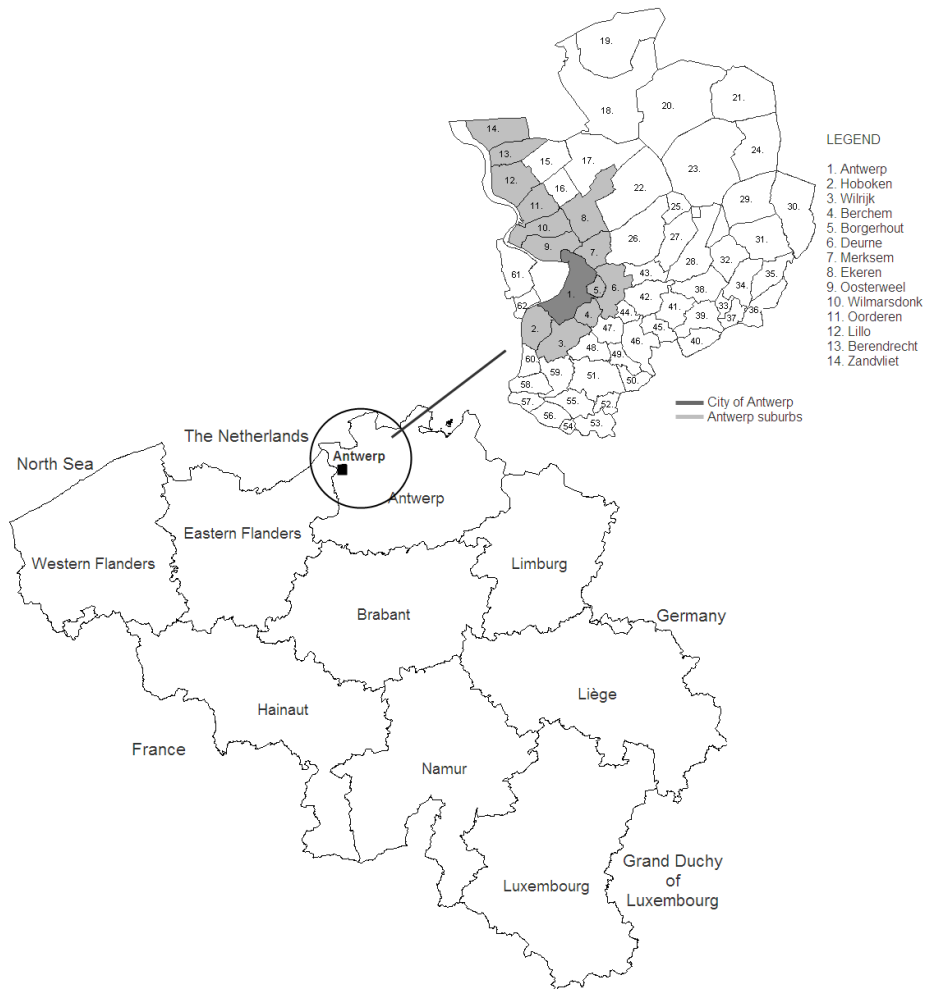 19.
18.
20.
21.
14.
13.
15.
17.
23.
24.
12.
16.
22.
11.
25.
29.
30.
8.
10.
26.
27.
31.
9.
7.
28.
32.
61.
43.
35.
1.
5.
6.
42.
38.
34.
62.
44.
41.
33.
36.
2.
4.
47.
45.
39.
37.
3.
48.
46.
40.
60.
49.
59.
51.
50.
58.
57.
55.
52.
56.
54.
53.
LEGEND
1. Antwerp
2. Hoboken
3. Wilrijk
4. Berchem
5. Borgerhout
6. Deurne
7. Merksem
8. Ekeren
9. Oosterweel
10. Wilmarsdonk
11. Oorderen
12. Lillo
13. Berendrecht
14. Zandvliet
City of Antwerp
Antwerp suburbs
The Netherlands
North Sea
Antwerp
Antwerp
Eastern Flanders
Western Flanders
Limburg
Brabant
Germany
Liège
Hainaut
France
Namur
Luxembourg
Grand Duchy
of
Luxembourg